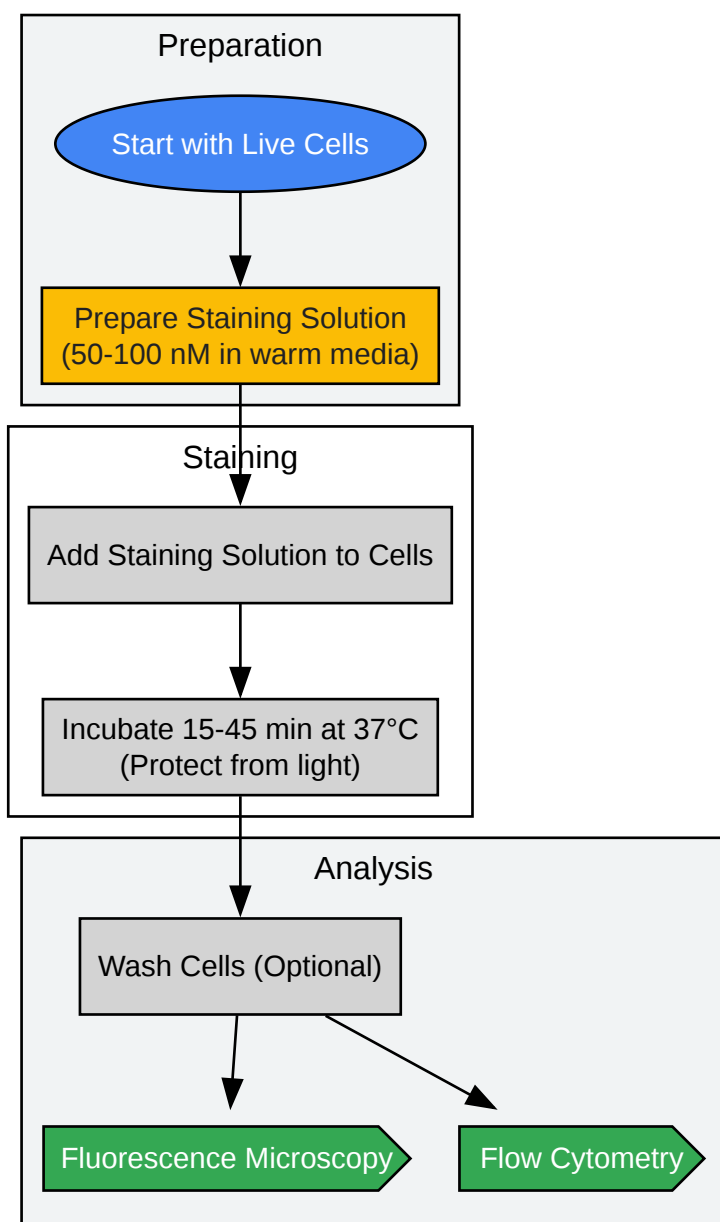 Preparation
Start with Live Cells
Prepare Staining Solution
(50-100 nM in warm media)
Staining
Add Staining Solution to Cells
Incubate 15-45 min at 37°C
(Protect from light)
Analysis
Wash Cells (Optional)
Fluorescence Microscopy
Flow Cytometry